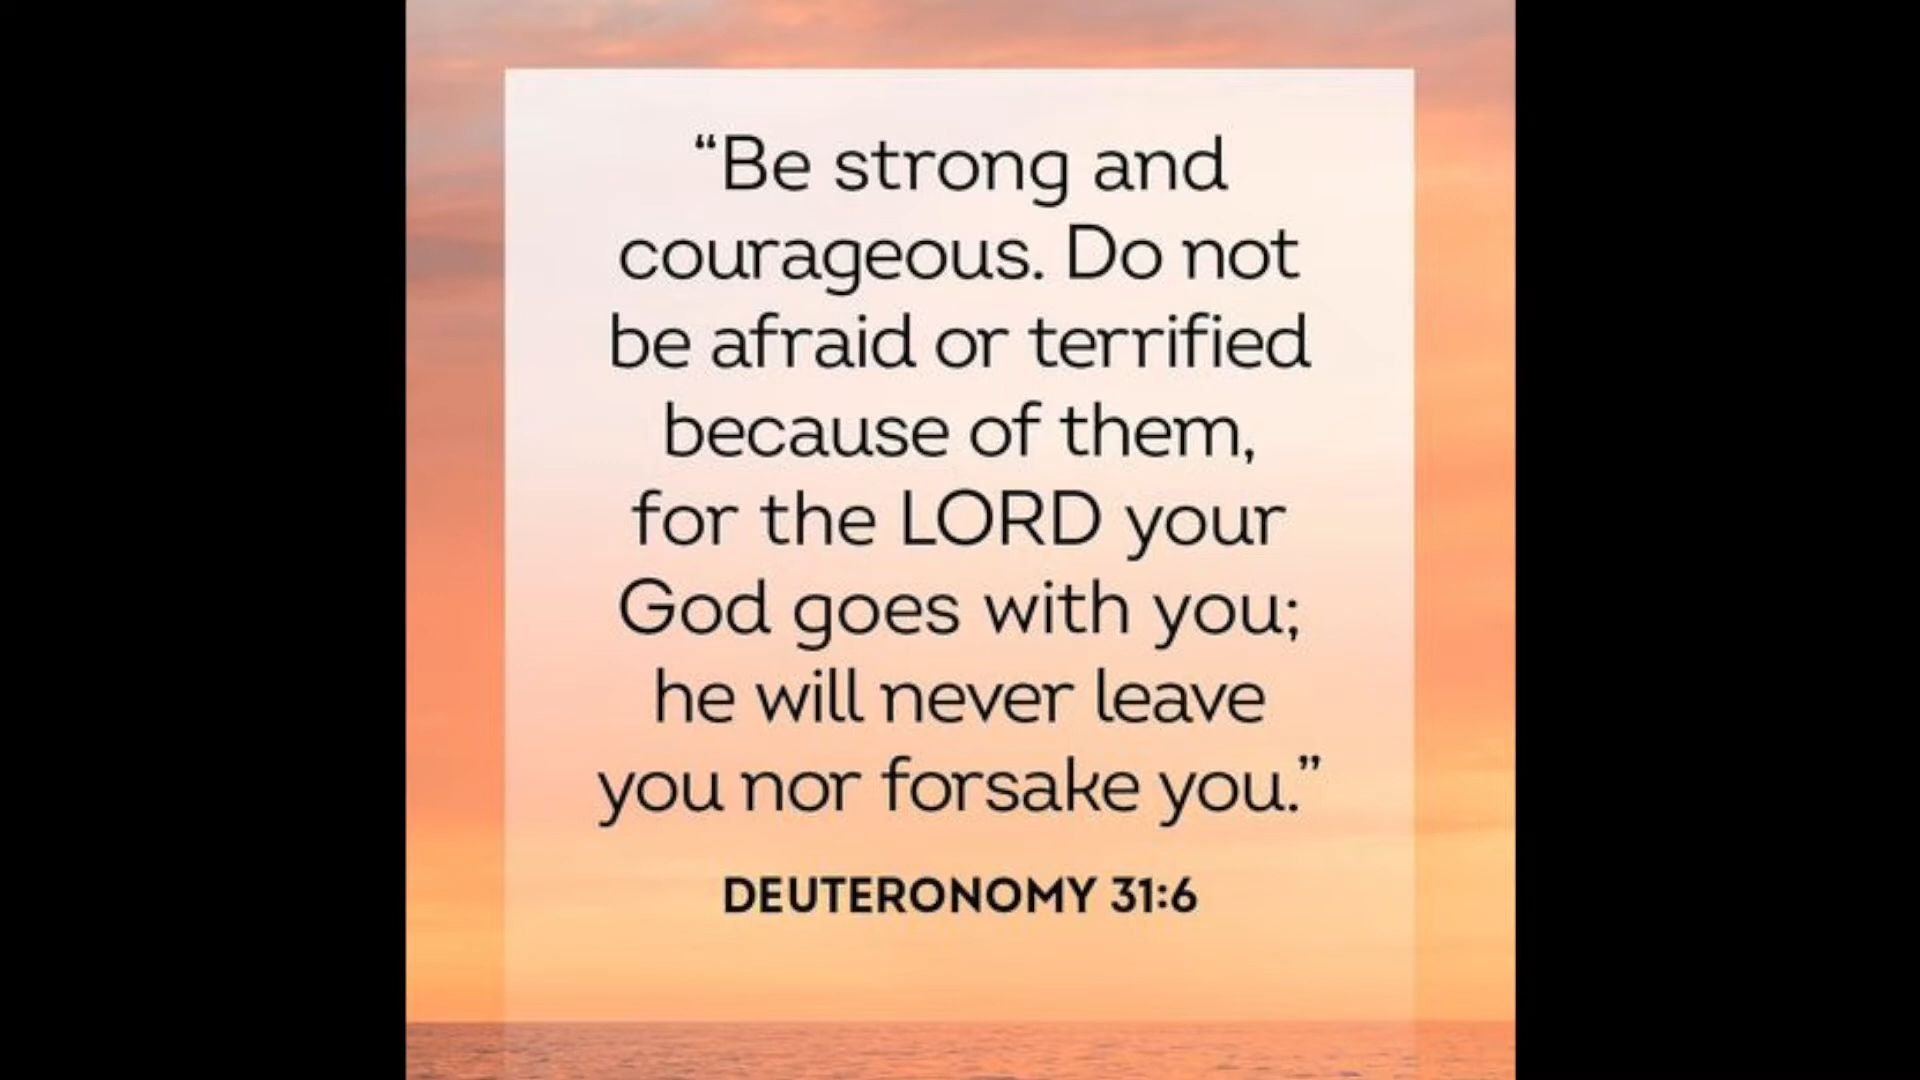 “Be strong and
courageous. Do not
be afraid or terrified
because of them,
for the LORD your
God goes with you;
he will never leave
you nor forsake you.”
DEUTERONOMY 31:6